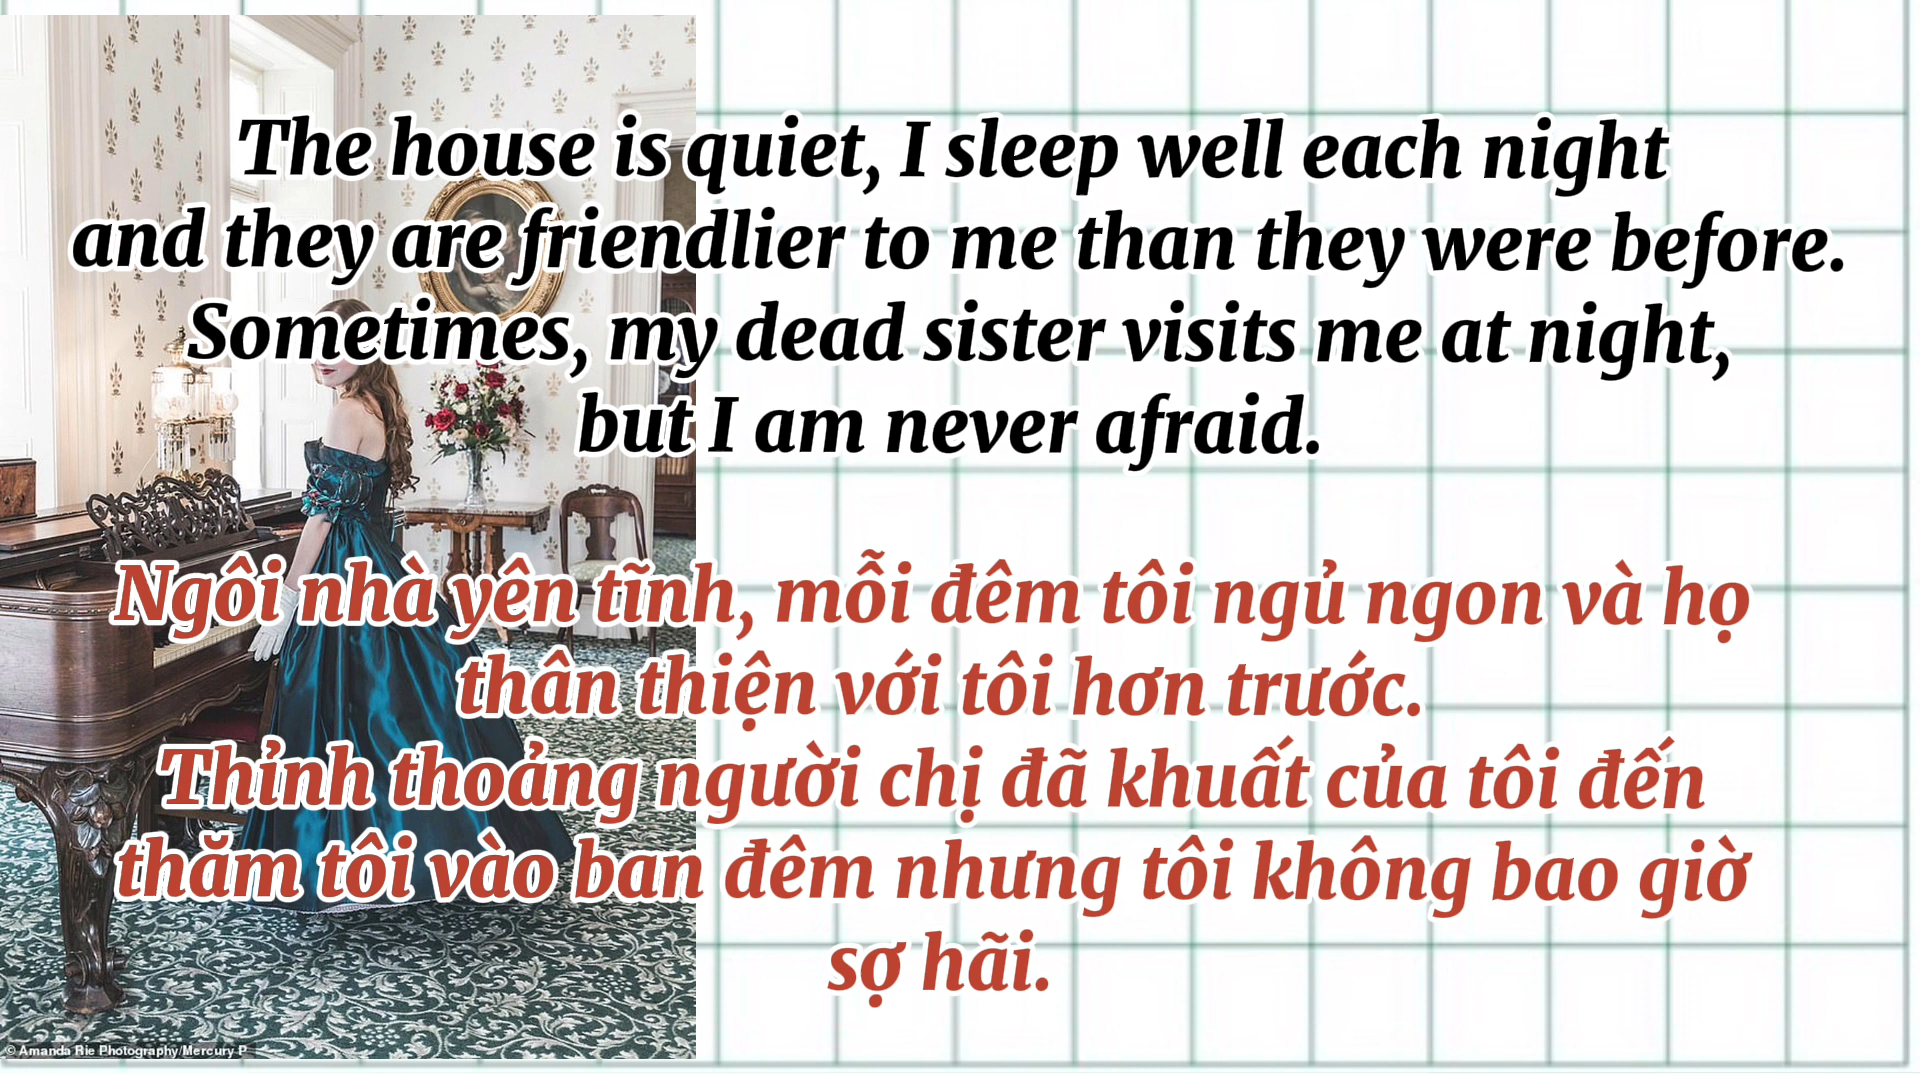 The house is quiet, I sleep well each night
and they are friendlier to me than they were before.
Sometimes, my dead sister visits me at night,
but I am never afraid.
Ngôi nhà yên tĩnh, mỗi đêm tôi ngủ ngon và họ
thân thiện với tôi hơn trước.
Thỉnh thoảng người chị đã khuất của tôi đến
thăm tôi vào ban đêm nhưng tôi không bao giờ
sợ hãi.
© Amanda Rie Photography/Mercury P